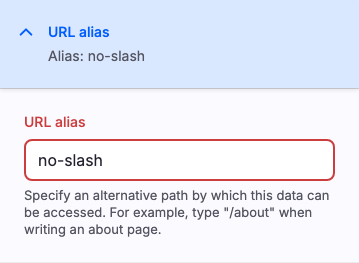 URL alias
Alias: no-slash
URL alias
no-slash
Specify an alternative path by which this data can
be accessed. For example, type "/about" when
writing an about page.